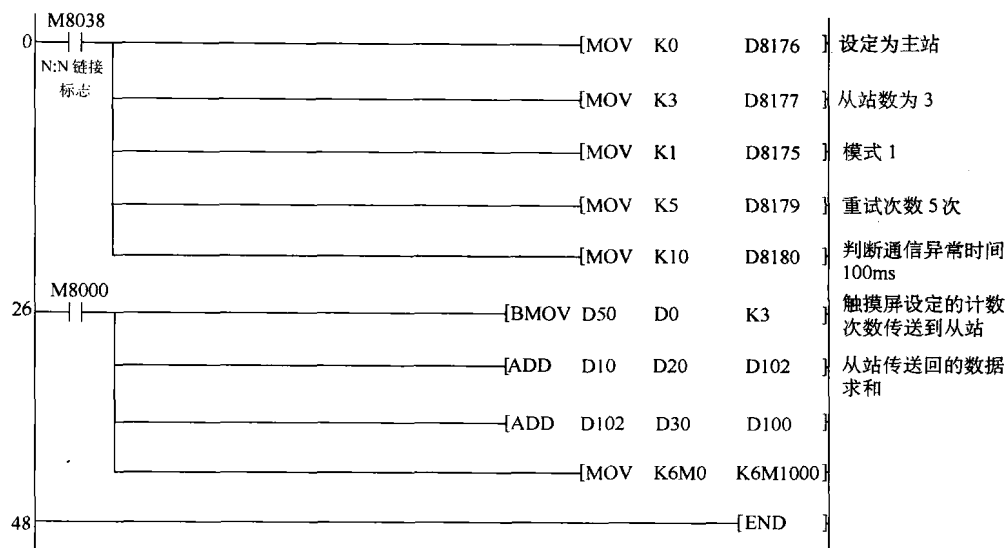 M8038
0
[MOV K0 D8176 ] 设定为主站
N:N 链接
标志
[MOV K3 D8177 ] 从站数为 3
[MOV K1 D8175 ] 模式 1
[MOV K5 D8179 ] 重试次数 5 次
[MOV K10 D8180 ] 判断通信异常时间
100ms
M8000
26
[BMOV D50 D0 K3 ] 触摸屏设定的计数
次数传送到从站
[ADD D10 D20 D102 ] 从站传送回的数据
求和
[ADD D102 D30 D100 ]
[MOV K6M0 K6M1000]
48
[END ]